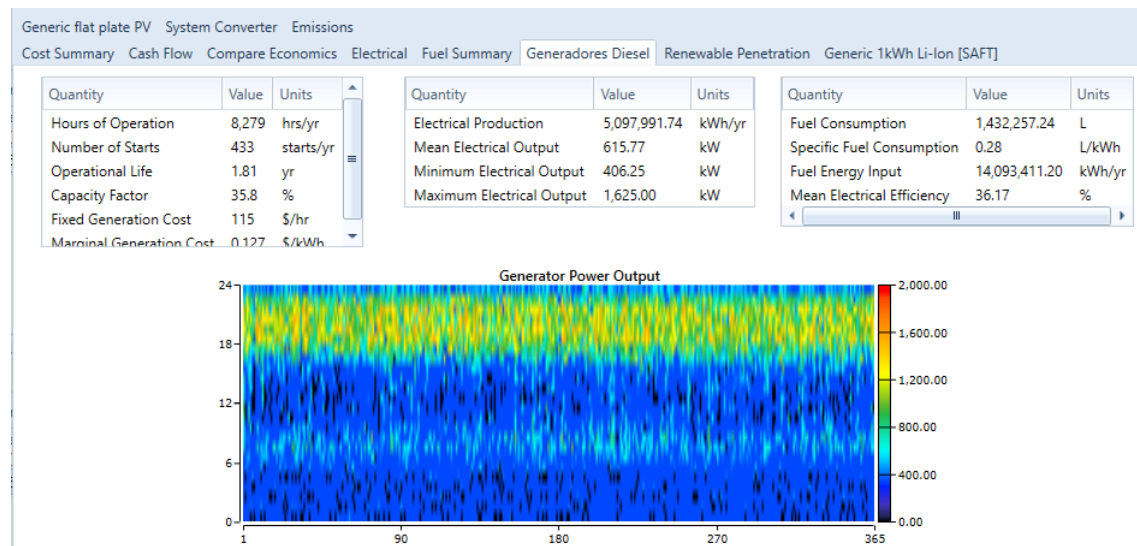 Generic flat plate PV System Converter Emissions
Cost Summary Cash Flow Compare Economics Electrical Fuel Summary Generadores Diesel Renewable Penetration Generic 1kWh Li-Ion [SAFT]
Quantity Value Units
Hours of Operation 8,279 hrs/yr
Number of Starts 433 starts/yr
Operational Life 1.81 yr
Capacity Factor 35.8 %
Fixed Generation Cost 115 $/hr
Marginal Generation Cost 0.127 $/kWh
Quantity Value Units
Electrical Production 5,097,991.74 kWh/yr
Mean Electrical Output 615.77 kW
Minimum Electrical Output 406.25 kW
Maximum Electrical Output 1,625.00 kW
Quantity Value Units
Fuel Consumption 1,432,257.24 L
Specific Fuel Consumption 0.28 L/kWh
Fuel Energy Input 14,093,411.20 kWh/yr
Mean Electrical Efficiency 36.17 %
Generator Power Output
24
18
12
6
0
1 90 180 270 365
2,000.00
1,600.00
1,200.00
800.00
400.00
0.00